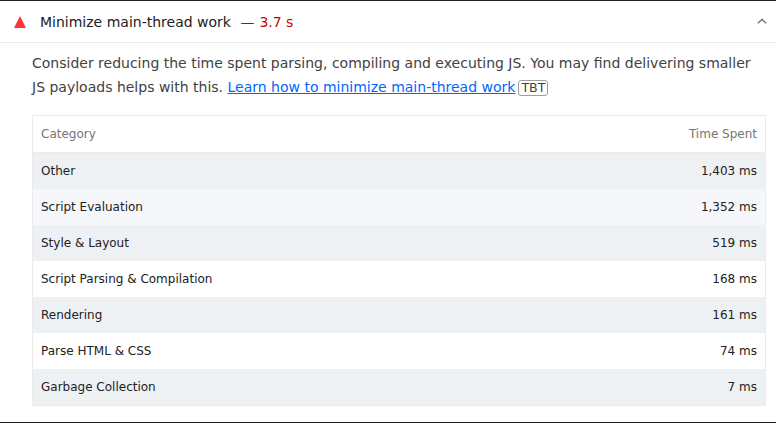 Minimize main-thread work — 3.7 s
Consider reducing the time spent parsing, compiling and executing JS. You may find delivering smaller
JS payloads helps with this. Learn how to minimize main-thread work TBT
Category Time Spent
Other 1,403 ms
Script Evaluation 1,352 ms
Style & Layout 519 ms
Script Parsing & Compilation 168 ms
Rendering 161 ms
Parse HTML & CSS 74 ms
Garbage Collection 7 ms